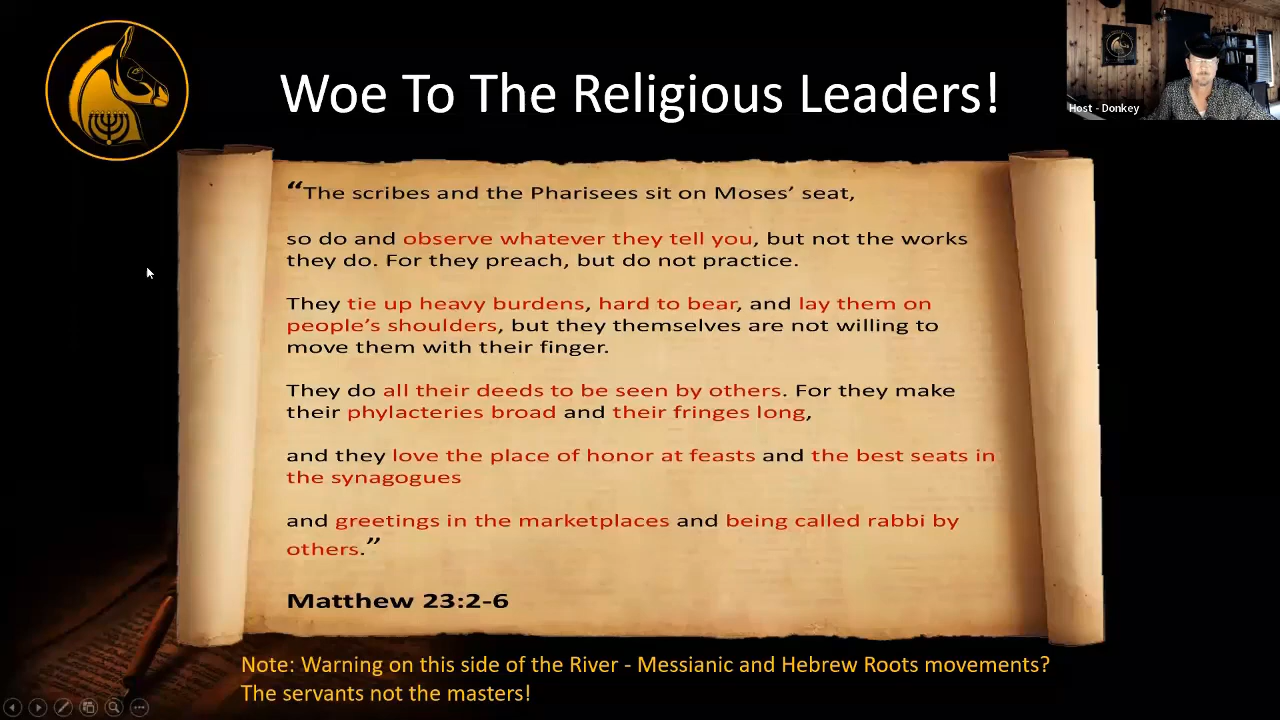 Woe To The Religious Leaders!
Host - Donkey
“The scribes and the Pharisees sit on Moses’ seat,
so do and observe whatever they tell you, but not the works
they do. For they preach, but do not practice.
They tie up heavy burdens, hard to bear, and lay them on
people’s shoulders, but they themselves are not willing to
move them with their finger.
They do all their deeds to be seen by others. For they make
their phylacteries broad and their fringes long,
and they love the place of honor at feasts and the best seats in
the synagogues
and greetings in the marketplaces and being called rabbi by
others.”
Matthew 23:2-6
Note: Warning on this side of the River - Messianic and Hebrew Roots movements?
The servants not the masters!